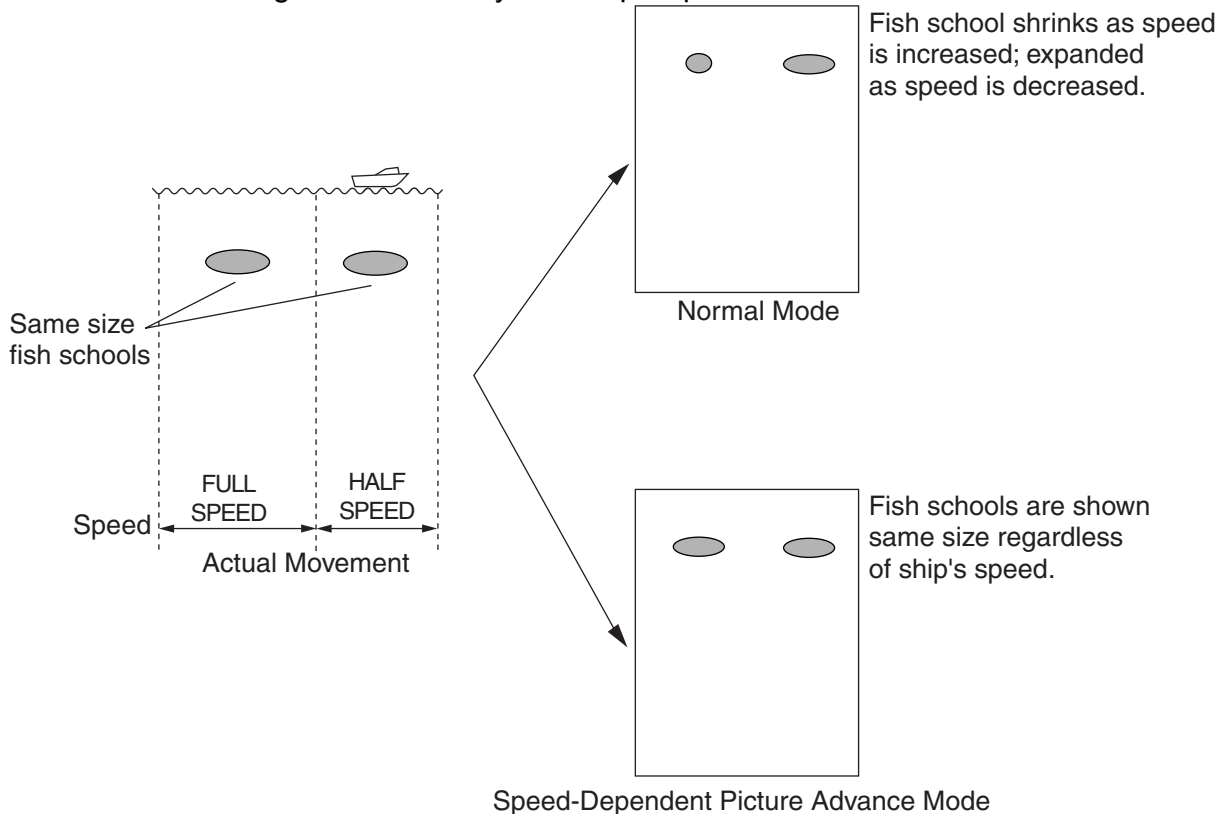 Fish school shrinks as speed
is increased; expanded
as speed is decreased.
Normal Mode
Same size
fish schools
FULL
SPEED
HALF
SPEED
Speed
Actual Movement
Fish schools are shown
same size regardless
of ship's speed.
Speed-Dependent Picture Advance Mode